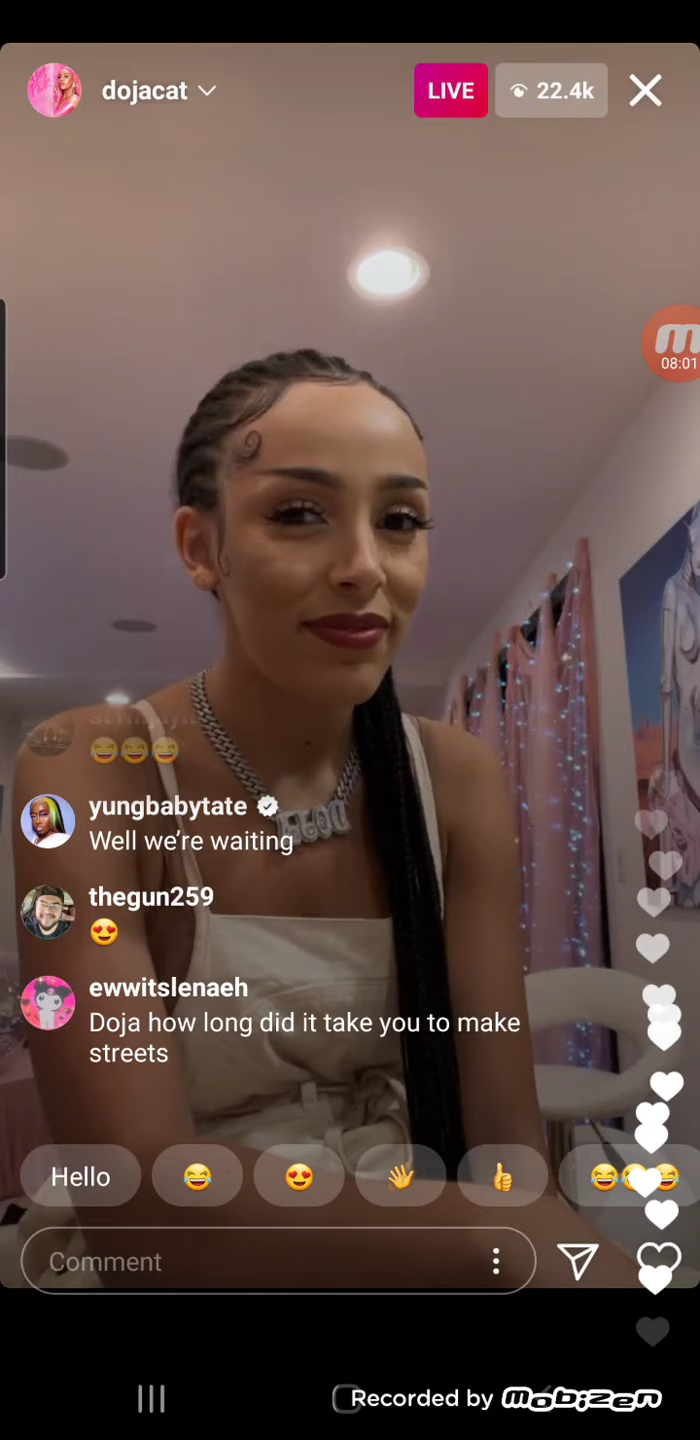 dojacat
LIVE
22.4k
08:01
😂😂😂
yungbabytate
Well we’re waiting
thegun259
😍
ewwitslenaeh
Doja how long did it take you to make
streets
Hello
😂
😍
👋
👍
Comment
Recorded by Mobizen